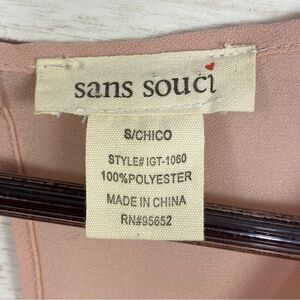 sans souci
S/CHICO
STYLE# IGT-1060
100%POLYESTER
MADE IN CHINA
RN#95652